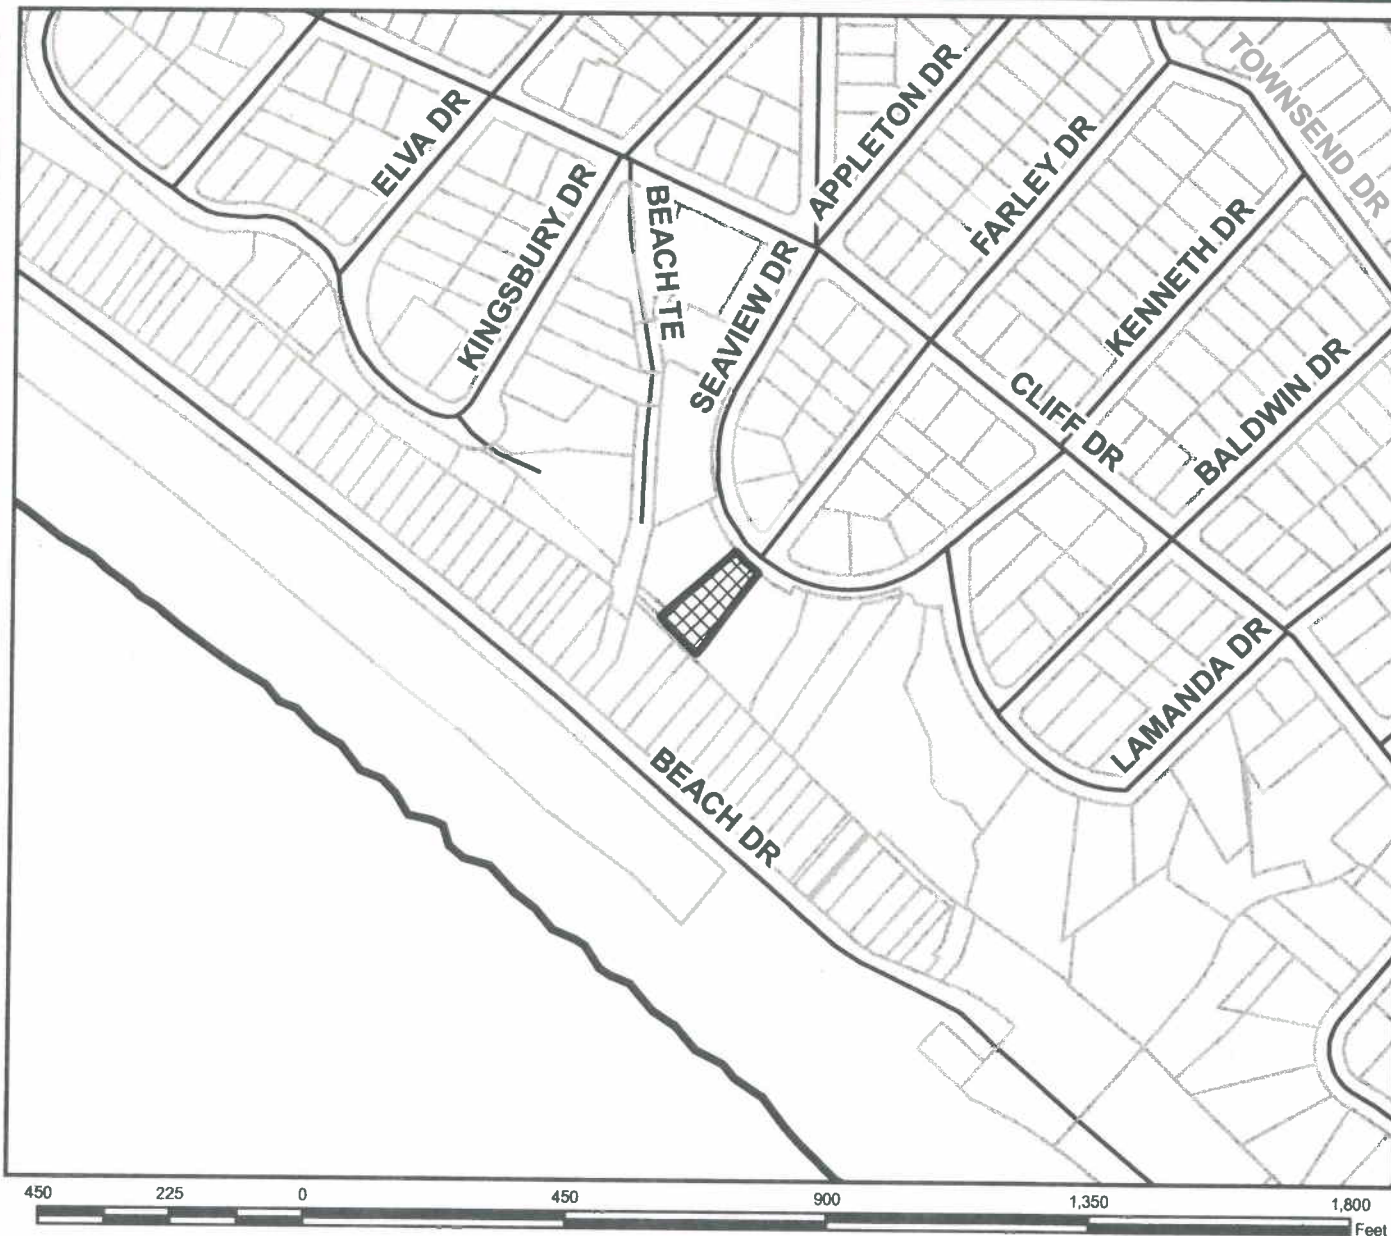 TOWNSEND DR
APPLETON DR
FARLEY DR
ELVA DR
KINGSBURY DR
BEACH TE
SEAVIEW DR
KENNETH DR
CLIFF DR
BALDWIN DR
LAMANDA DR
BEACH DR
450 225 0 450 900 1,350 1,800
Feet